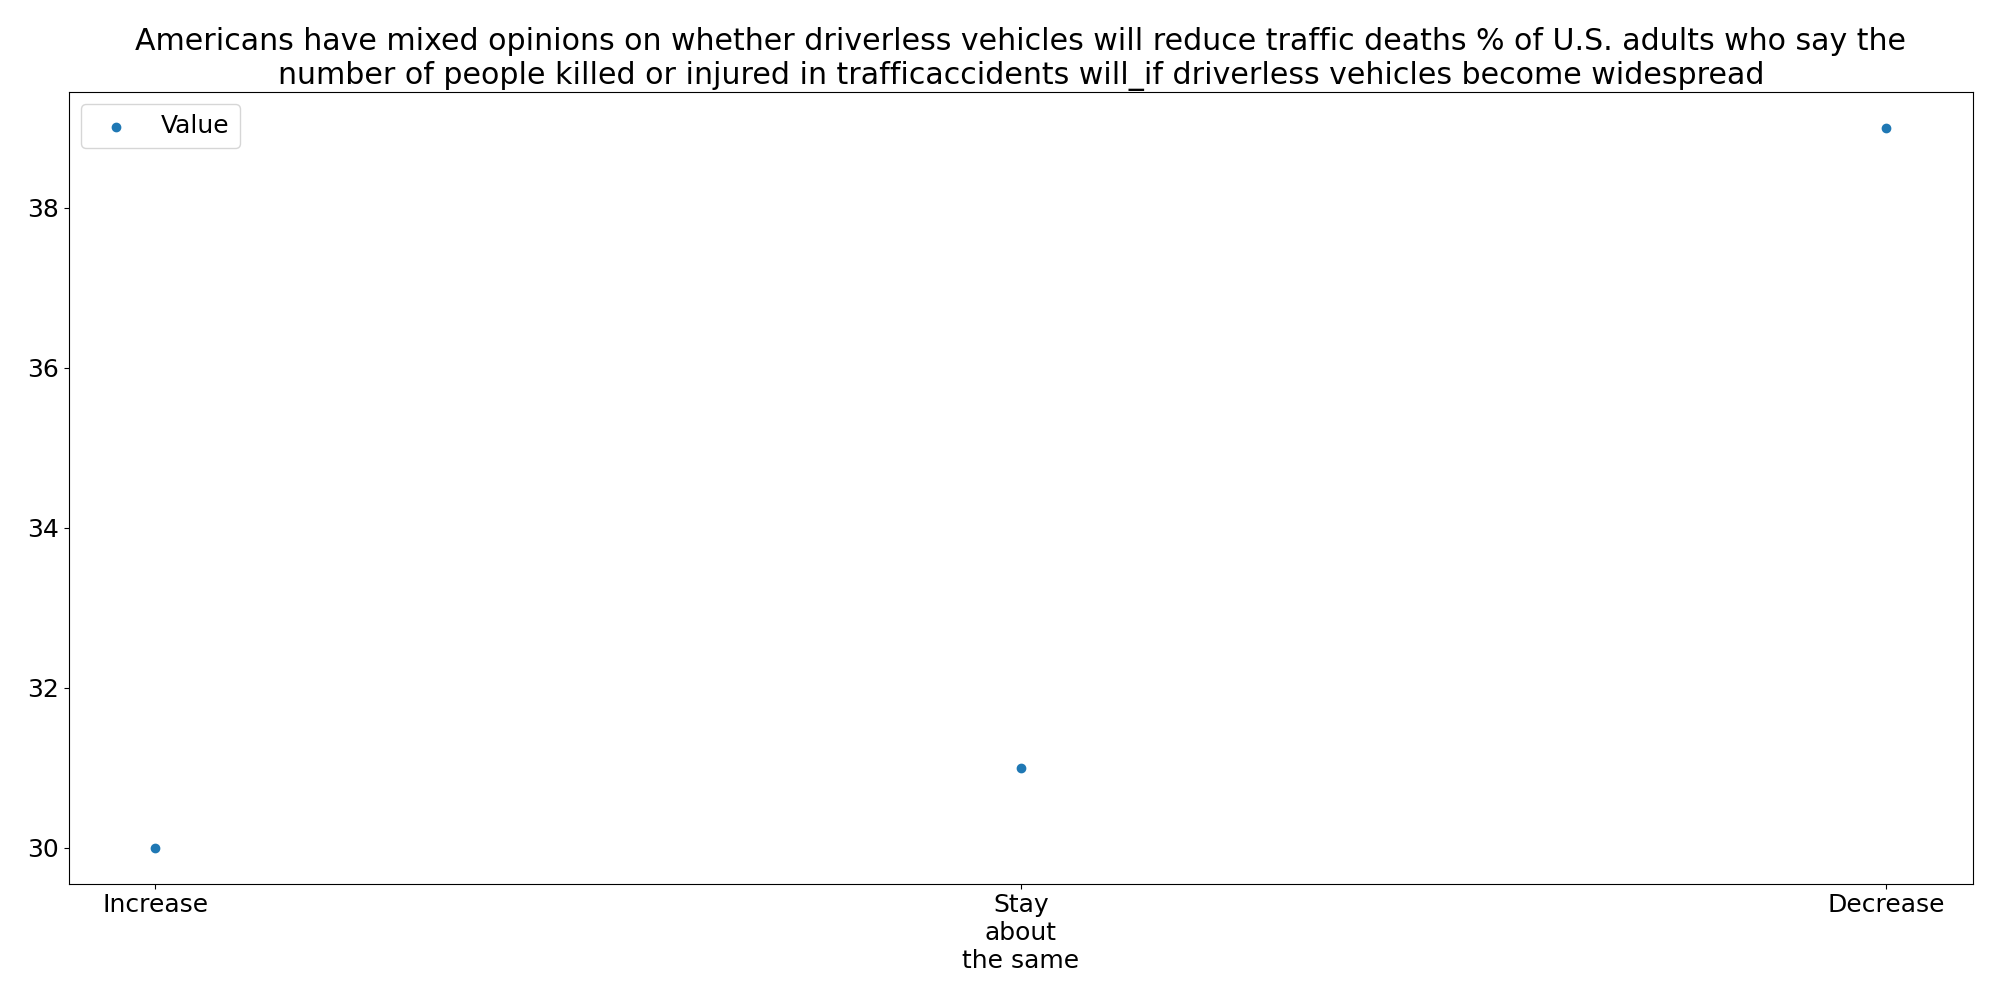 Americans have mixed opinions on whether driverless vehicles will reduce traffic deaths % of U.S. adults who say the
number of people killed or injured in trafficaccidents will_if driverless vehicles become widespread
Value
38
36
34
32
30
Increase
Stay
about
the same
Decrease